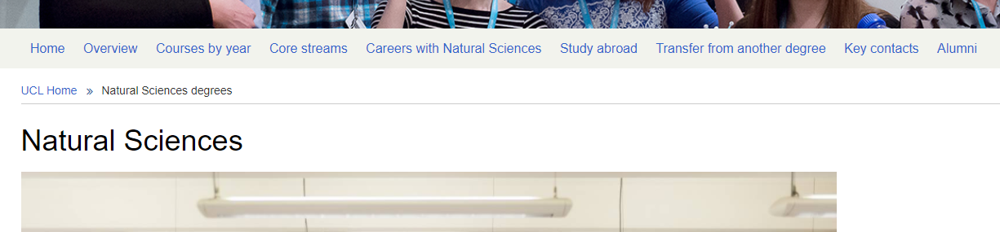 Home Overview Courses by year Core streams Careers with Natural Sciences Study abroad Transfer from another degree Key contacts Alumni
UCL Home » Natural Sciences degrees
Natural Sciences